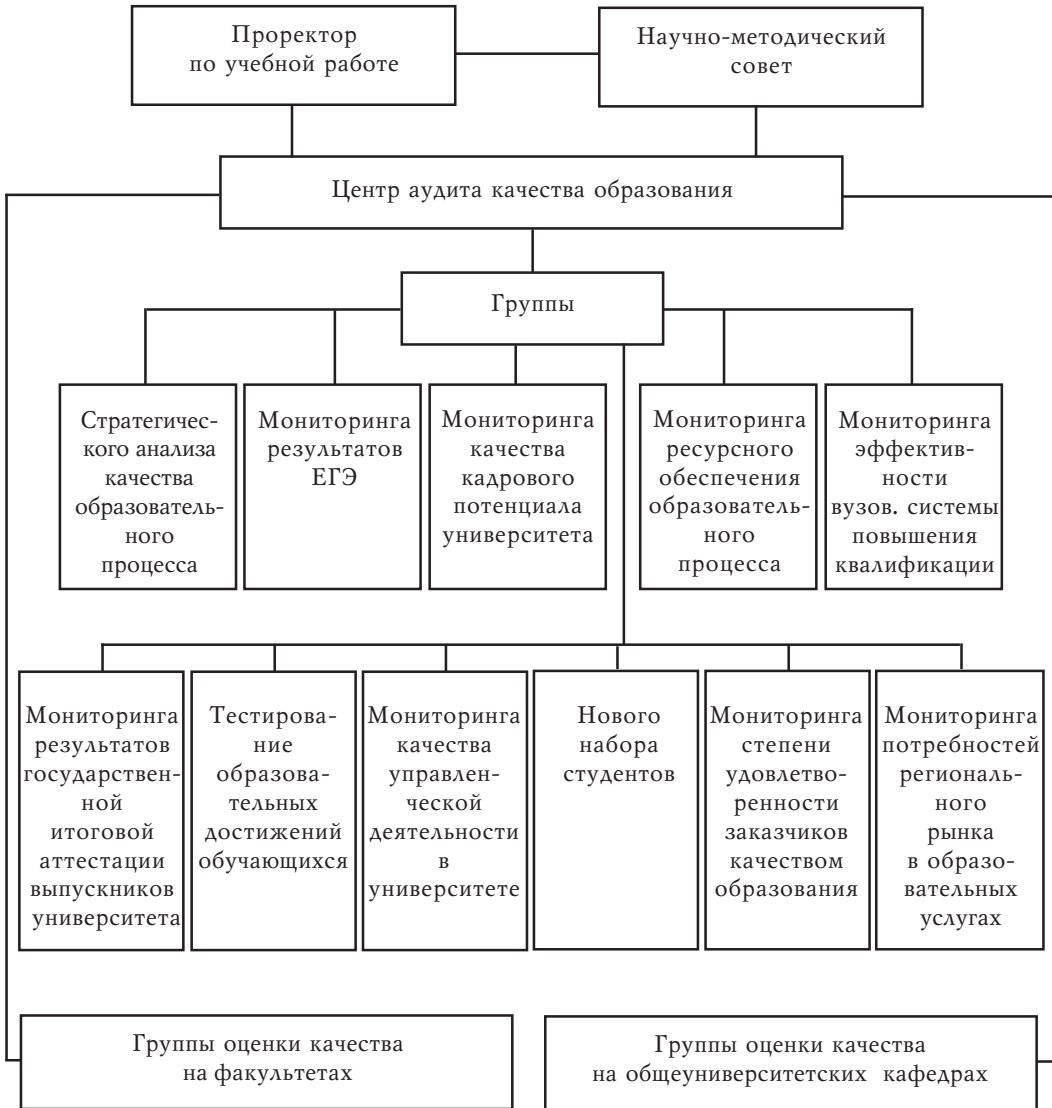 Проректор
по учебной работе
Научно-методический
совет
Центр аудита качества образования
Группы
Стратегичес-
кого анализа
качества
образователь-
ного
процесса
Мониторинга
результатов
ЕГЭ
Мониторинга
качества
кадрового
потенциала
университета
Мониторинга
ресурсного
обеспечения
образователь-
ного
процесса
Мониторинга
эффектив-
ности
вузов. системы
повышения
квалификации
Мониторинга
результатов
государствен-
ной
итоговой
аттестации
выпускников
университета
Тестирова-
ние
образова-
тельных
достижений
обучающихся
Мониторинга
качества
управлен-
ческой
деятельности
в
университете
Нового
набора
студентов
Мониторинга
степени
удовлетво-
ренности
заказчиков
качеством
образования
Мониторинга
потребностей
региональ-
ного
рынка
в образо-
вательных
услугах
Группы оценки качества
на факультетах
Группы оценки качества
на общеуниверситетских кафедрах